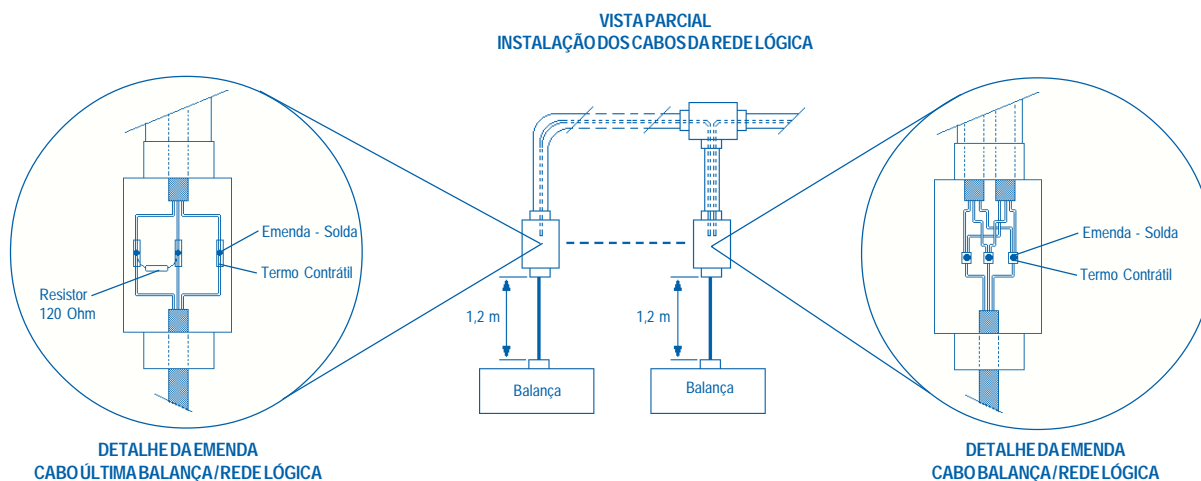 VISTA PARCIAL
INSTALAÇÃO DOS CABOS DA REDE LÓGICA
Emenda - Solda
Termo Contrátil
Resistor
120 Ohm
1,2 m
1,2 m
Balança
Balança
Emenda - Solda
Termo Contrátil
DETALHE DA EMENDA
CABO ÚLTIMA BALANÇA / REDE LÓGICA
DETALHE DA EMENDA
CABO BALANÇA / REDE LÓGICA